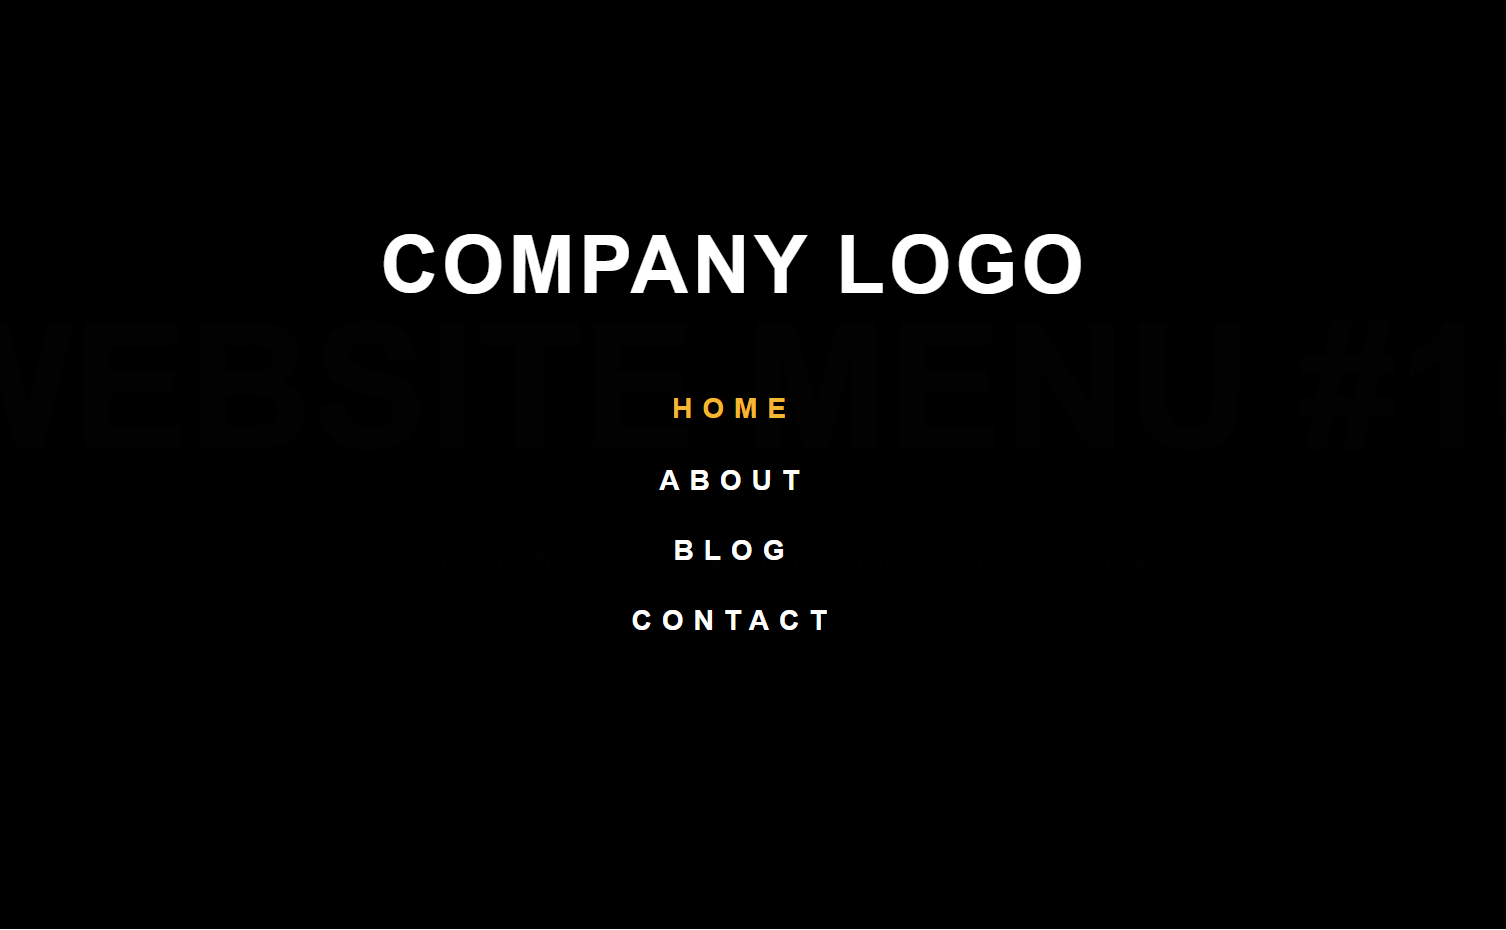 COMPANY LOGO
WEBSITE MENU #1
HOME
ABOUT
BLOG
CONTACT